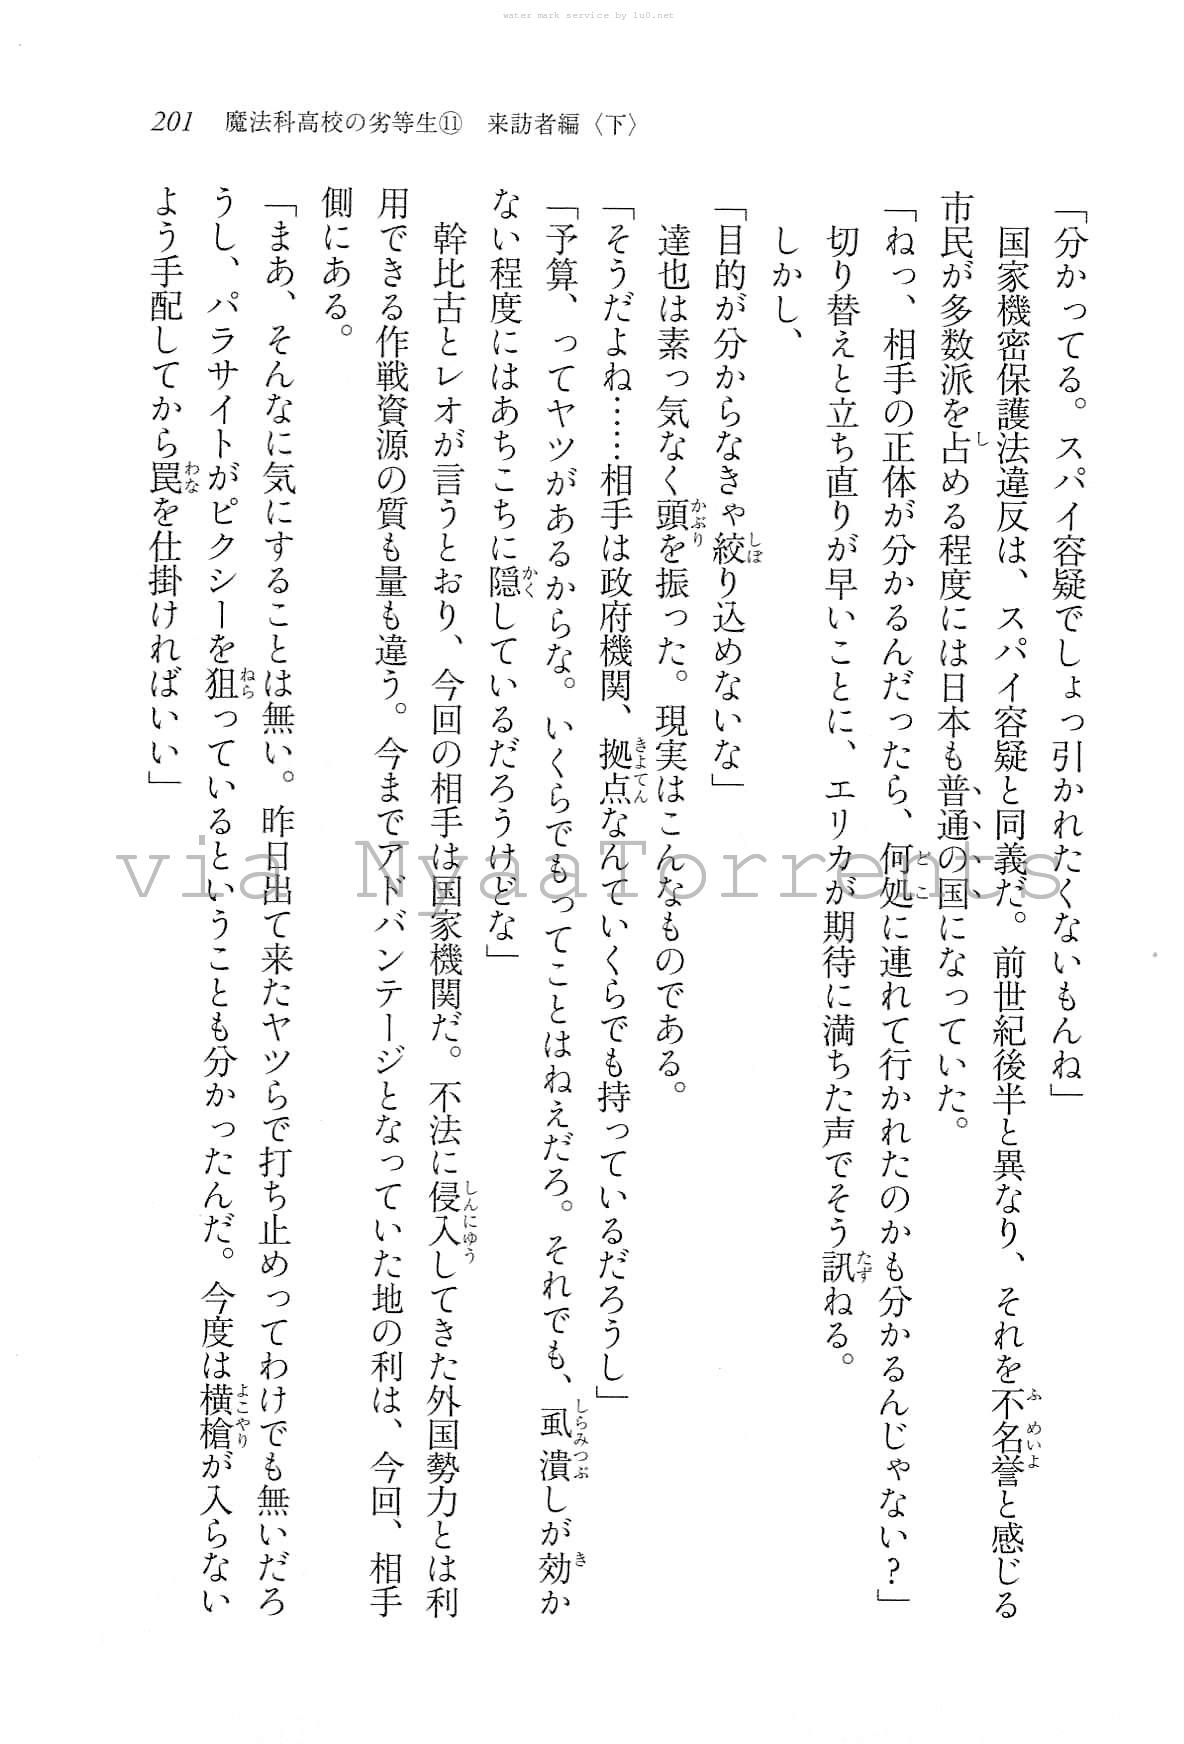 water mark service by lu0.net
201 魔法科高校の劣等生⑪ 来訪者編〈下〉
「分かってる。スパイ容疑でしょっ引かれたくないもんね」
国家機密保護法違反は、スパイ容疑と同義だ。前世紀後半と異なり、それを不名誉と感じる
市民が多数派を占める程度には日本も普通の国になっていた。
「ねっ、相手の正体が分かるんだったら、何処に連れて行かれたのかも分かるんじゃない？」
切り替えと立ち直りが早いことに、エリカが期待に満ちた声でそう訊ねる。
しかし、
「目的が分からなきゃ絞り込めないな」
達也は素っ気なく頭を振った。現実はこんなものである。
「そうだよね……相手は政府機関、拠点なんていくらでも持っているだろうし」
「予算、ってヤツがあるからな。いくらでもってことはねえだろ。それでも、虱潰しが効か
ない程度にはあちこちに隠しているだろうけどな」
幹比古とレオが言うとおり、今回の相手は国家機関だ。不法に侵入してきた外国勢力とは利
用できる作戦資源の質も量も違う。今までアドバンテージとなっていた地の利は、今回、相手
側にある。
「まあ、そんなに気にすることは無い。昨日出て来たヤツらで打ち止めってわけでも無いだろ
うし、パラサイトがピクシーを狙っているということも分かったんだ。今度は横槍が入らない
よう手配してから罠を仕掛ければいい」
via NyaaTorrents